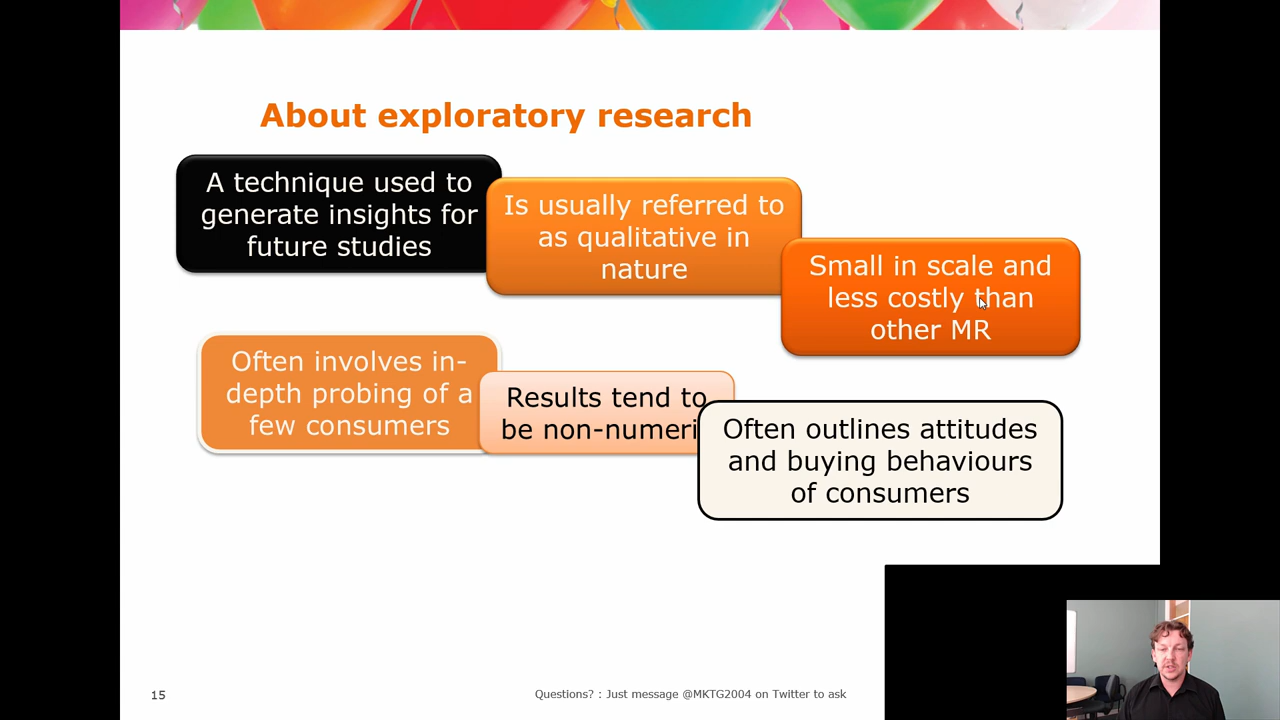 About exploratory research
A technique used to
generate insights for
future studies
Is usually referred to
as qualitative in
nature
Small in scale and
less costly than
other MR
Often involves in-
depth probing of a
few consumers
Results tend to
be non-numeri
Often outlines attitudes
and buying behaviours
of consumers
15
Questions? : Just message @MKTG2004 on Twitter to ask